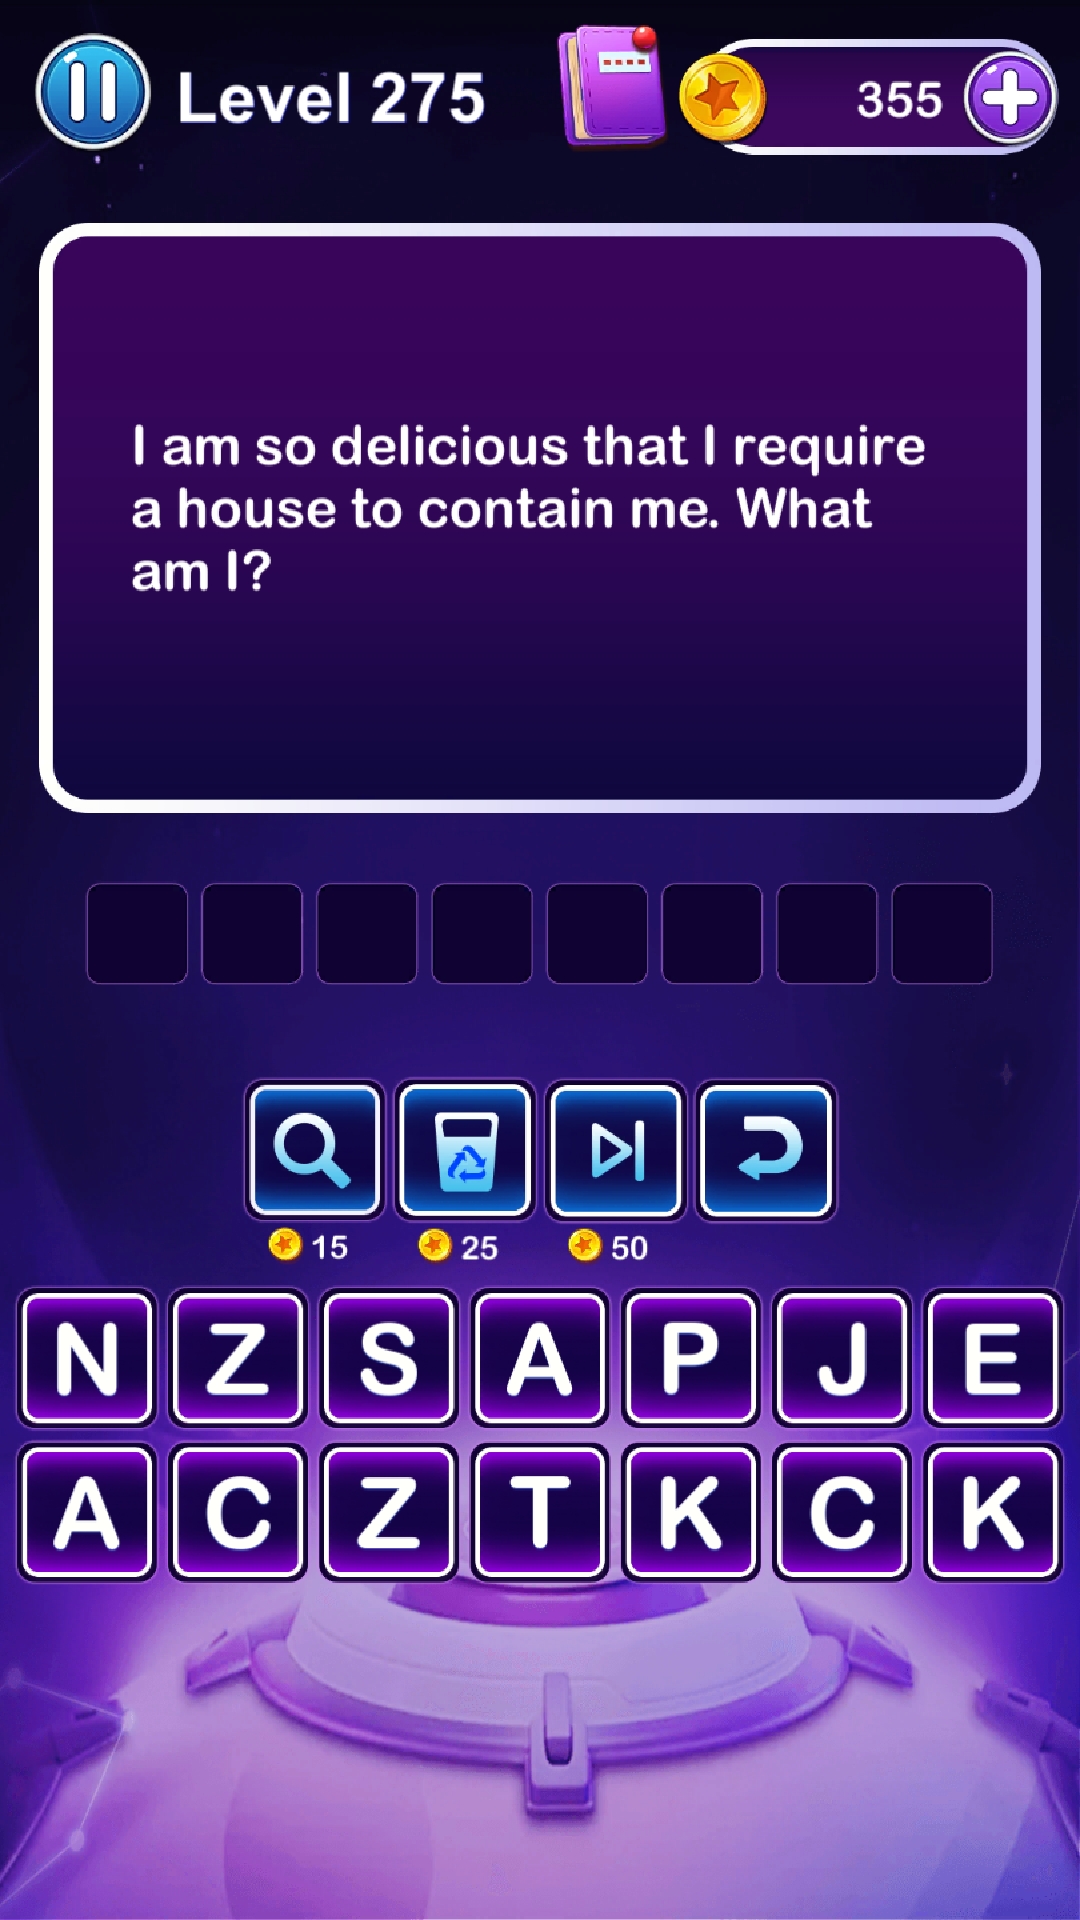 Level 275
355
I am so delicious that I require
a house to contain me. What
am I?
15 25 50
N Z S A P J E
A C Z T K C K